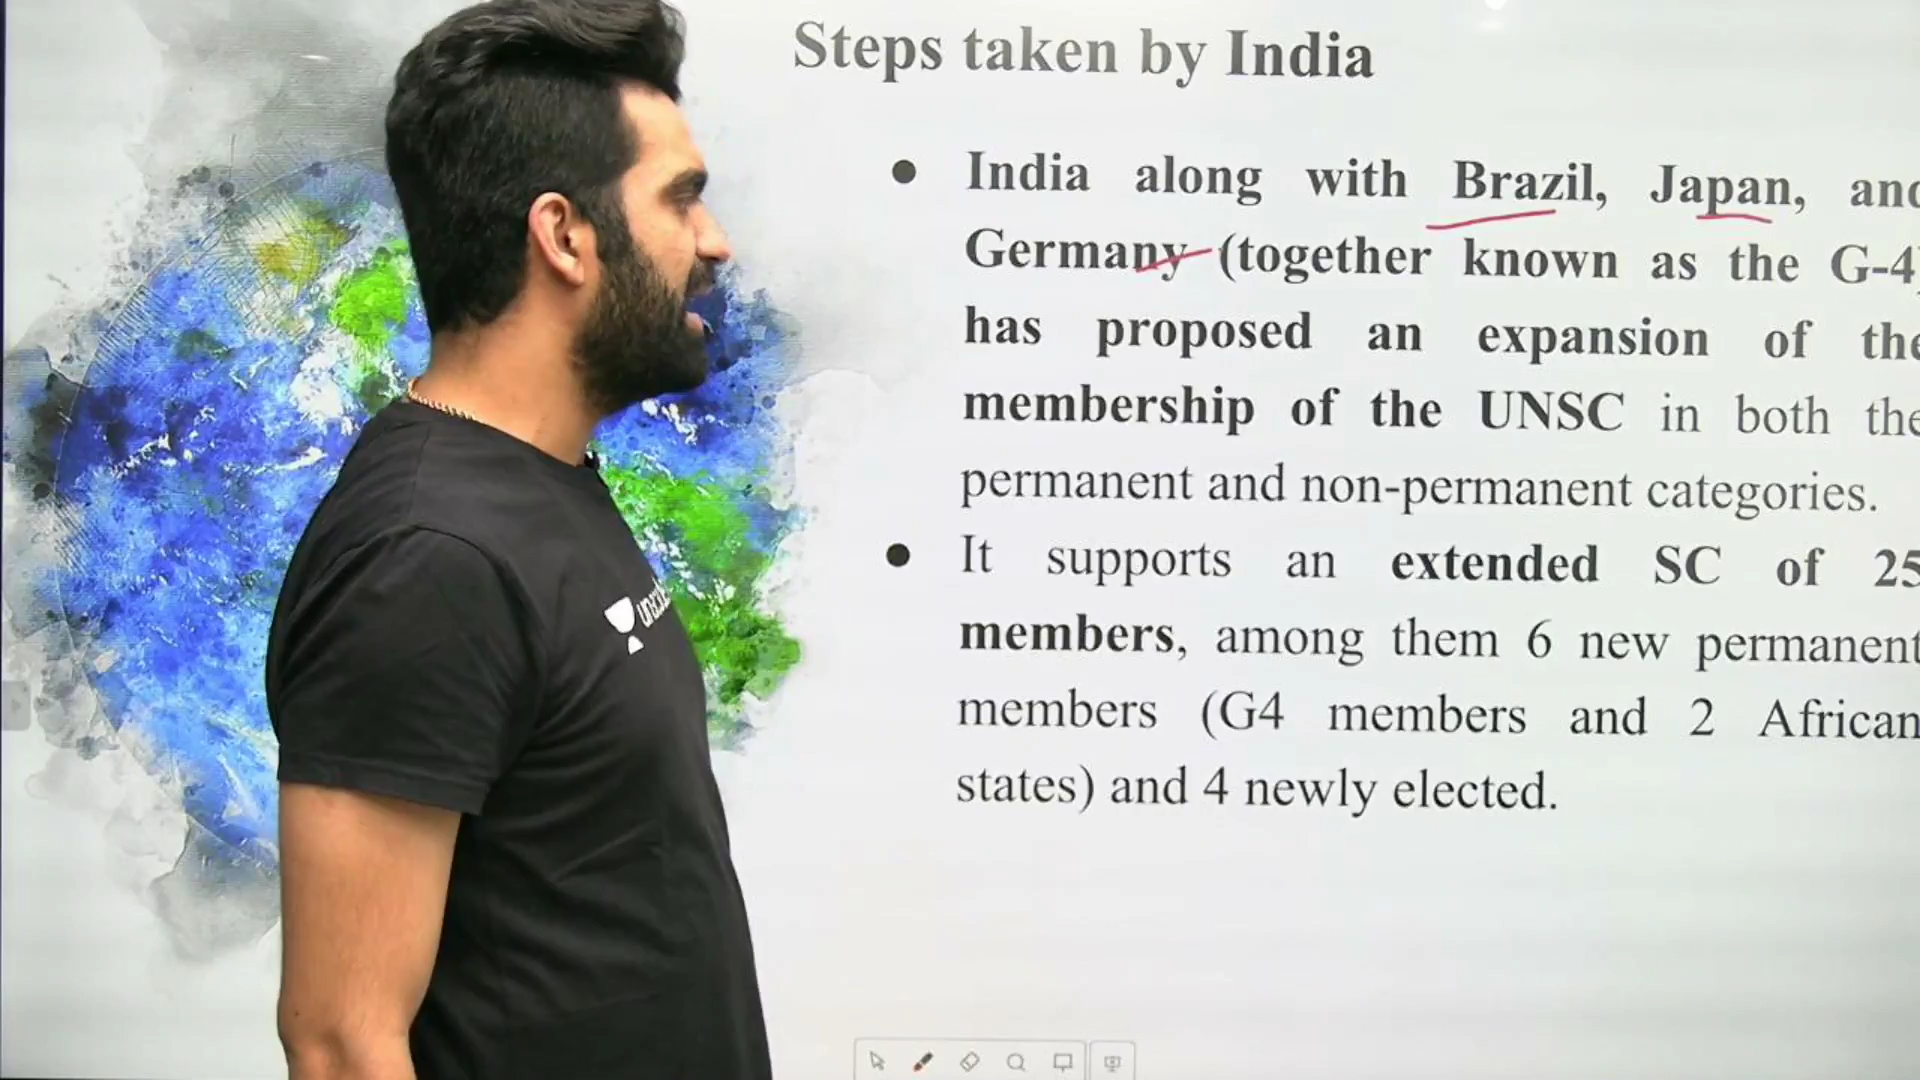 Steps taken by India
● India along with Brazil, Japan, and
Germany (together known as the G-4)
has proposed an expansion of the
membership of the UNSC in both the
permanent and non-permanent categories.
● It supports an extended SC of 25
members, among them 6 new permanent
members (G4 members and 2 African
states) and 4 newly elected.